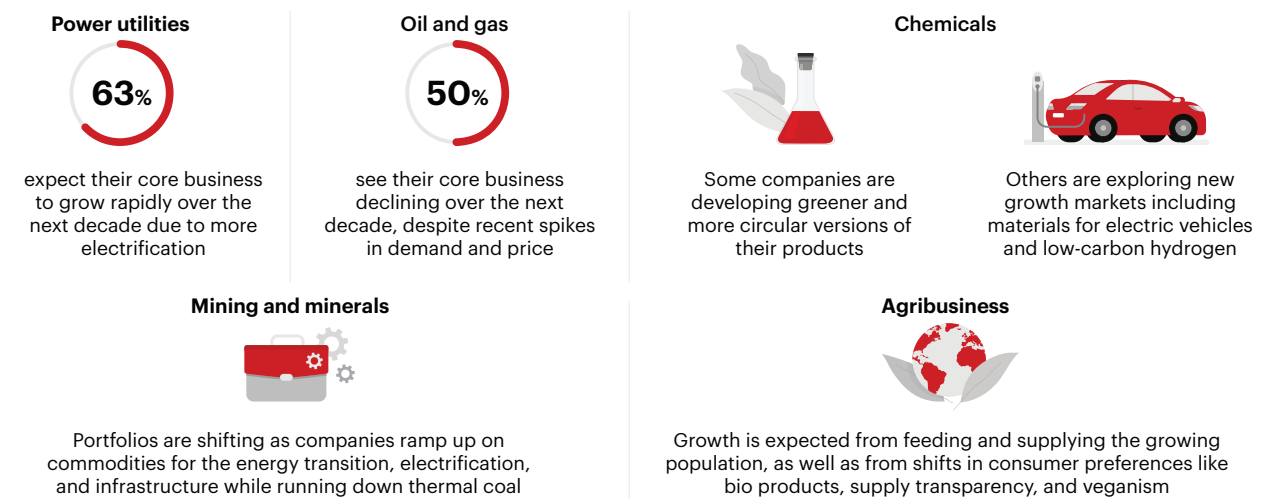 Power utilities
63%
expect their core business
to grow rapidly over the
next decade due to more
electrification
Oil and gas
50%
see their core business
declining over the next
decade, despite recent spikes
in demand and price
Chemicals
Some companies are
developing greener and
more circular versions of
their products
Others are exploring new
growth markets including
materials for electric vehicles
and low-carbon hydrogen
Mining and minerals
Portfolios are shifting as companies ramp up on
commodities for the energy transition, electrification,
and infrastructure while running down thermal coal
Agribusiness
Growth is expected from feeding and supplying the growing
population, as well as from shifts in consumer preferences like
bio products, supply transparency, and veganism